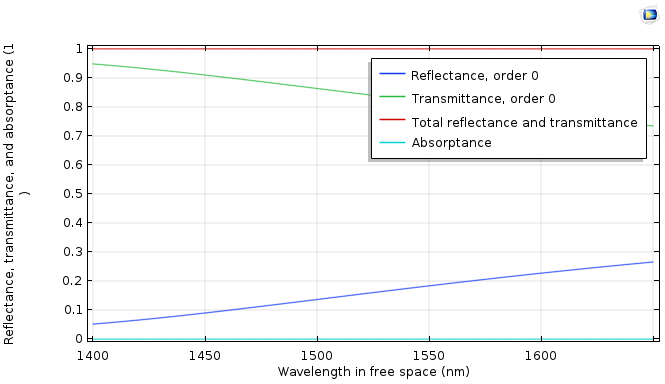 Reflectance, transmittance, and absorptance (1
)
1
0.9
0.8
0.7
0.6
0.5
0.4
0.3
0.2
0.1
0
Reflectance, order 0
Transmittance, order 0
Total reflectance and transmittance
Absorptance
1400 1450 1500 1550 1600
Wavelength in free space (nm)